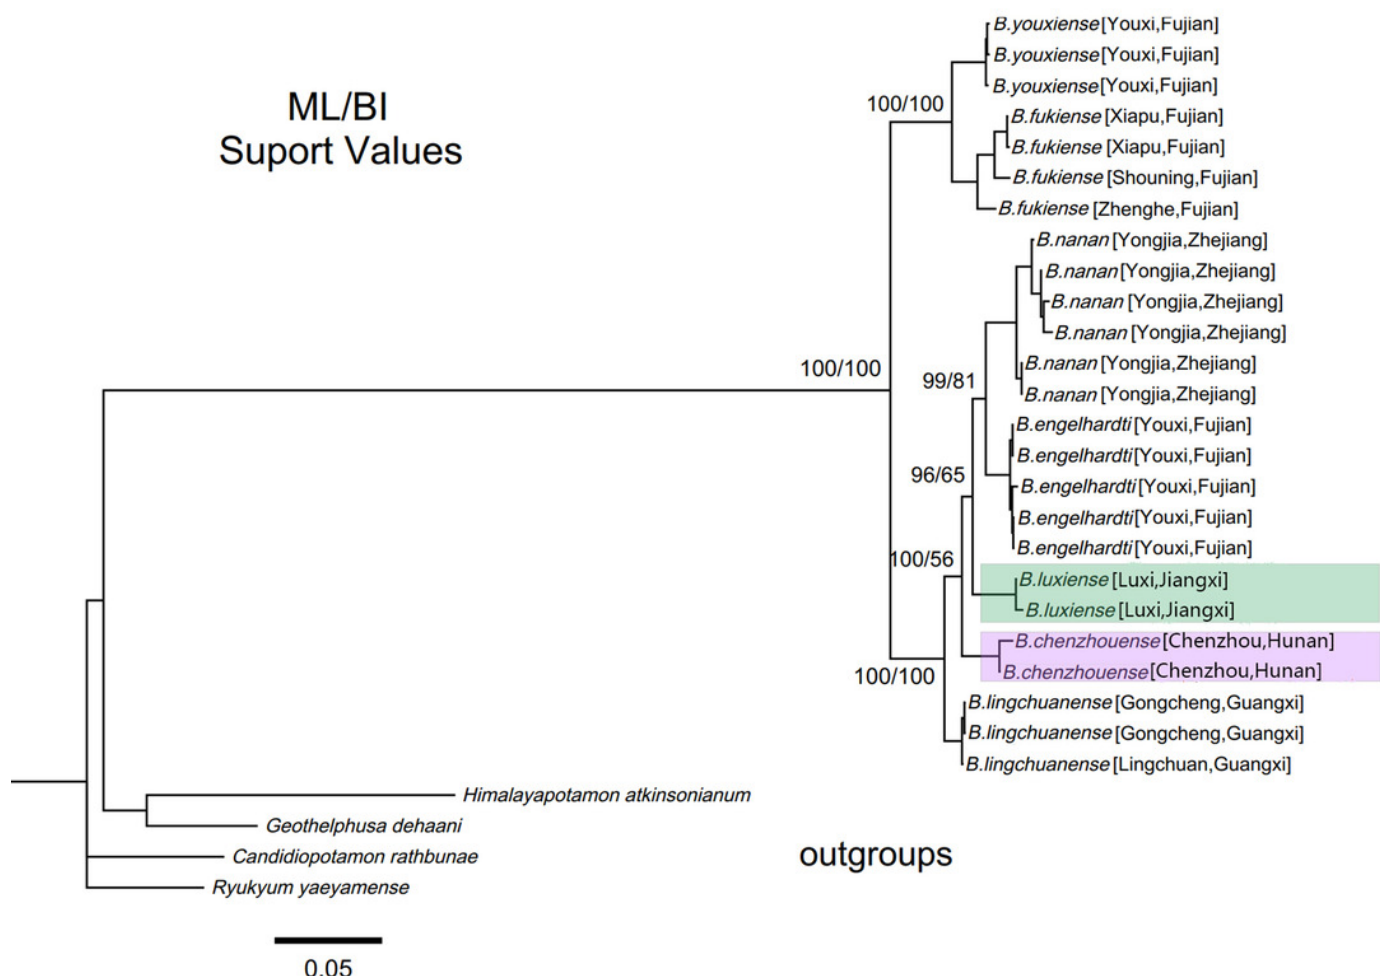 ML/BI
Suport Values
B.youxiense [Youxi,Fujian]
B.youxiense [Youxi,Fujian]
B.youxiense [Youxi,Fujian]
100/100
B.fukiense [Xiapu,Fujian]
B.fukiense [Xiapu,Fujian]
B.fukiense [Shouning,Fujian]
B.fukiense [Zhenghe,Fujian]
B.nanan [Yongjia,Zhejiang]
B.nanan [Yongjia,Zhejiang]
B.nanan [Yongjia,Zhejiang]
B.nanan [Yongjia,Zhejiang]
100/100
B.nanan [Yongjia,Zhejiang]
99/81
B.nanan [Yongjia,Zhejiang]
B.engelhardti [Youxi,Fujian]
B.engelhardti [Youxi,Fujian]
96/65
B.engelhardti [Youxi,Fujian]
B.engelhardti [Youxi,Fujian]
B.engelhardti [Youxi,Fujian]
100/56
B.luxiense [Luxi,Jiangxi]
B.luxiense [Luxi,Jiangxi]
B.chenzhouense [Chenzhou,Hunan]
B.chenzhouense [Chenzhou,Hunan]
100/100
B.lingchuanense [Gongcheng,Guangxi]
B.lingchuanense [Gongcheng,Guangxi]
B.lingchuanense [Lingchuan,Guangxi]
Himalayapotamon atkinsonianum
Geothelphusa dehaani
Candidiopotamon rathbunae
outgroups
Ryukyum yaeyamense
0.05